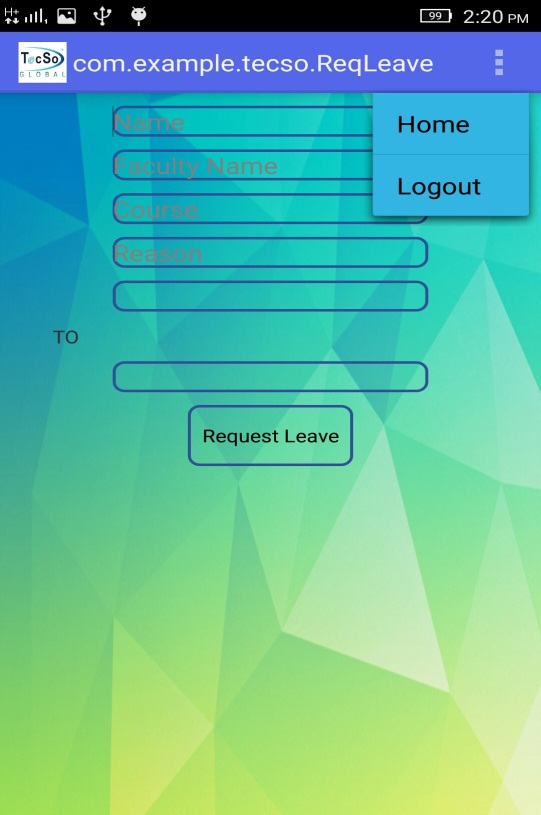 H+ 99 2:20 PM
TecSo GLOBAL com.example.tecso.ReqLeave
Name
Home
Faculty Name
Logout
Course
Reason
TO
Request Leave